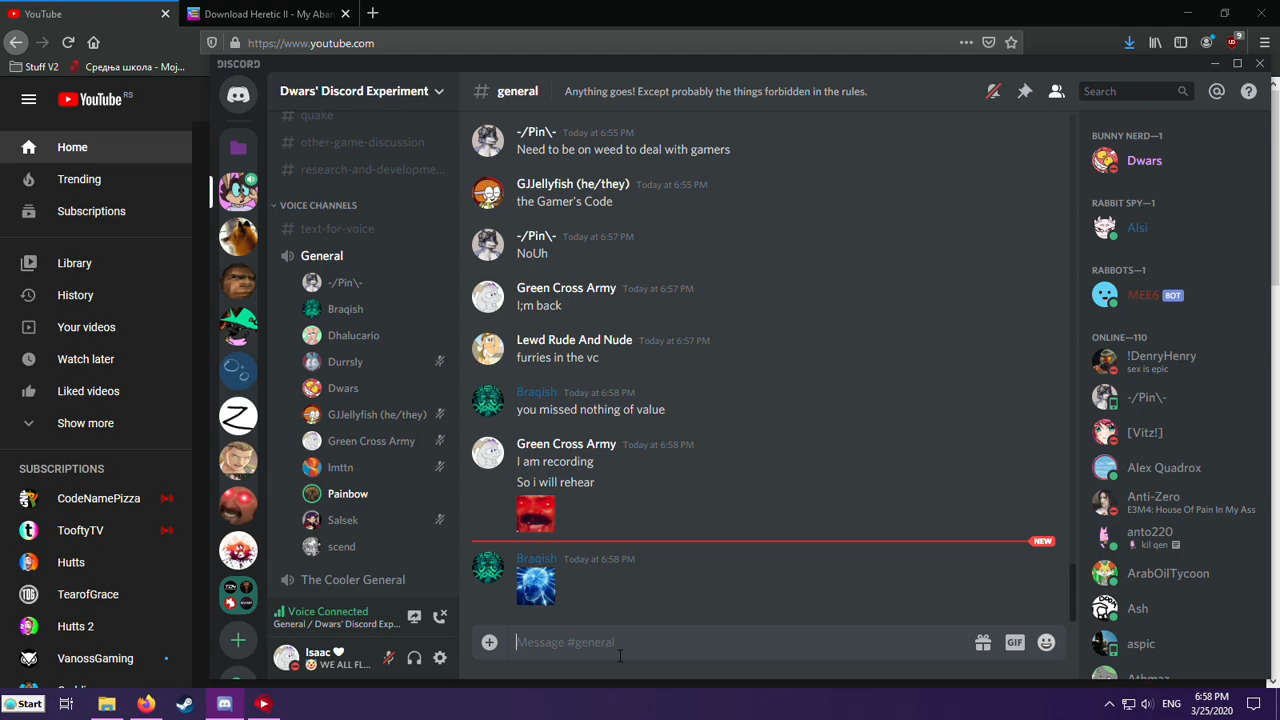 YouTube
Download Heretic II - My Aban
https://www.youtube.com
9
Stuff V2
Средња школа - Мој...
YouTube RS
Home
Trending
Subscriptions
Library
History
Your videos
Watch later
Liked videos
Show more
SUBSCRIPTIONS
CodeNamePizza
TooftyTV
Hutts
TearofGrace
Hutts 2
VanossGaming
DISCORD
Dwars' Discord Experiment
quake
other-game-discussion
research-and-developme...
VOICE CHANNELS
text-for-voice
General
-/Pin\-
Braqish
Dhalucario
Durrsly
Dwars
GJJellyfish (he/they)
Green Cross Army
lmttn
Painbow
Salsek
scend
The Cooler General
Voice Connected
General / Dwars' Discord Exp...
Isaac
WE ALL FL...
# general
Anything goes! Except probably the things forbidden in the rules.
Search
-/Pin\- Today at 6:55 PM
Need to be on weed to deal with gamers
GJJellyfish (he/they) Today at 6:55 PM
the Gamer's Code
-/Pin\- Today at 6:57 PM
NoUh
Green Cross Army Today at 6:57 PM
I;m back
Lewd Rude And Nude Today at 6:57 PM
furries in the vc
Braqish Today at 6:58 PM
you missed nothing of value
Green Cross Army Today at 6:58 PM
I am recording
So i will rehear
NEW
Braqish Today at 6:58 PM
Message #general
GIF
BUNNY NERD—1
Dwars
RABBIT SPY—1
Alsi
RABBOTS—1
MEE6 BOT
ONLINE—110
!DenryHenry
sex is epic
-/Pin\-
[Vitz!]
Alex Quadrox
Anti-Zero
E3M4: House Of Pain In My Ass
anto220
kil qen
ArabOilTycoon
Ash
aspic
Start
ENG
6:58 PM
3/25/2020